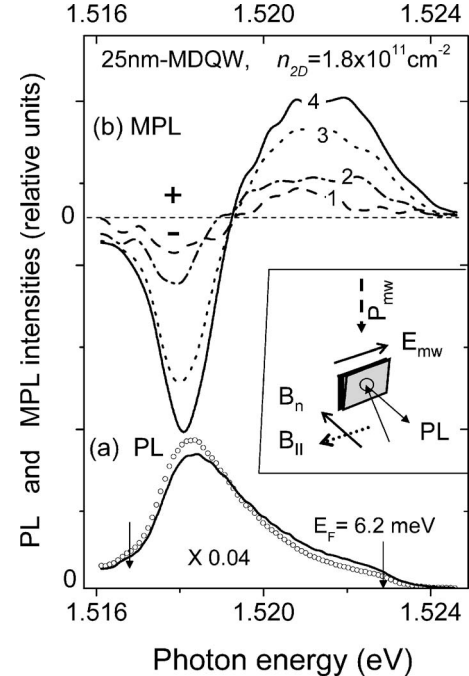 1.516 1.520 1.524
25nm-MDQW, n2D=1.8x10¹¹cm⁻²
(b) MPL
4
3
2
1
+
0
-
Pmw
Emw
Bn
BII
PL
(a) PL
EF= 6.2 meV
X 0.04
0
1.516 1.520 1.524
Photon energy (eV)
PL and MPL intensities (relative units)